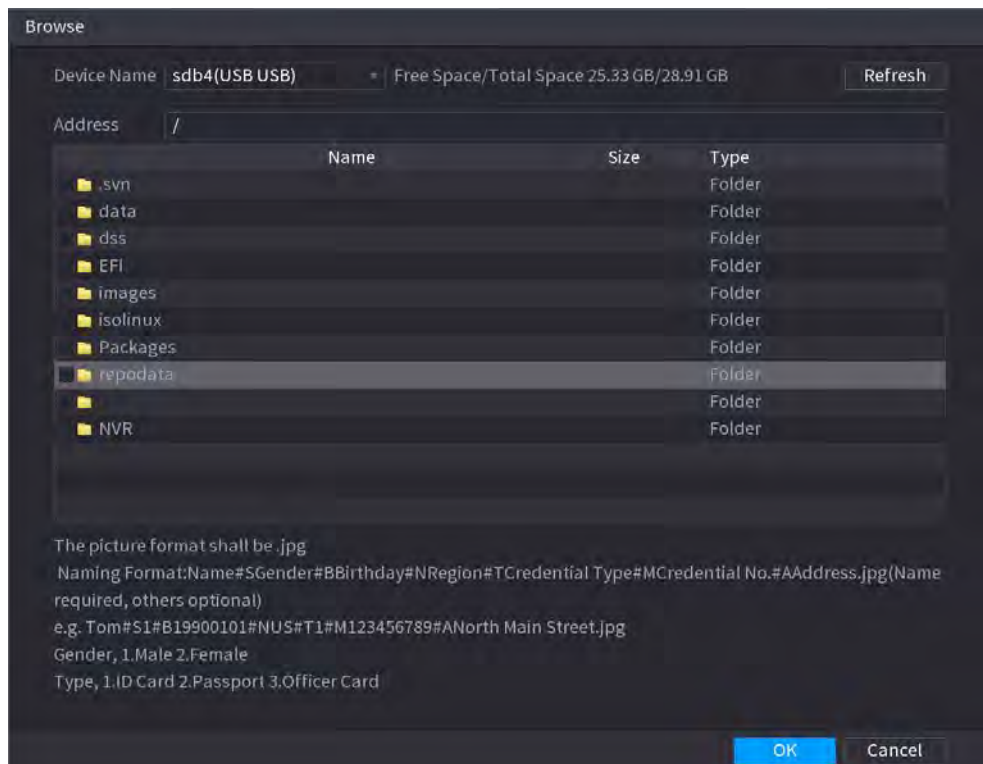 Browse
Device Name sdb4(USB USB) Free Space/Total Space 25.33 GB/28.91 GB Refresh
Address /
Name Size Type
.svn Folder
data Folder
dss Folder
EFI Folder
images Folder
isolinux Folder
Packages Folder
repodata Folder
Folder
NVR Folder
The picture format shall be .jpg
Naming Format:Name#SGender#BBirthday#NRegion#TCredential Type#MCredential No.#AAddress.jpg(Name
required, others optional)
e.g. Tom#S1#B19900101#NUS#T1#M123456789#ANorth Main Street.jpg
Gender, 1.Male 2.Female
Type, 1.ID Card 2.Passport 3.Officer Card
OK Cancel